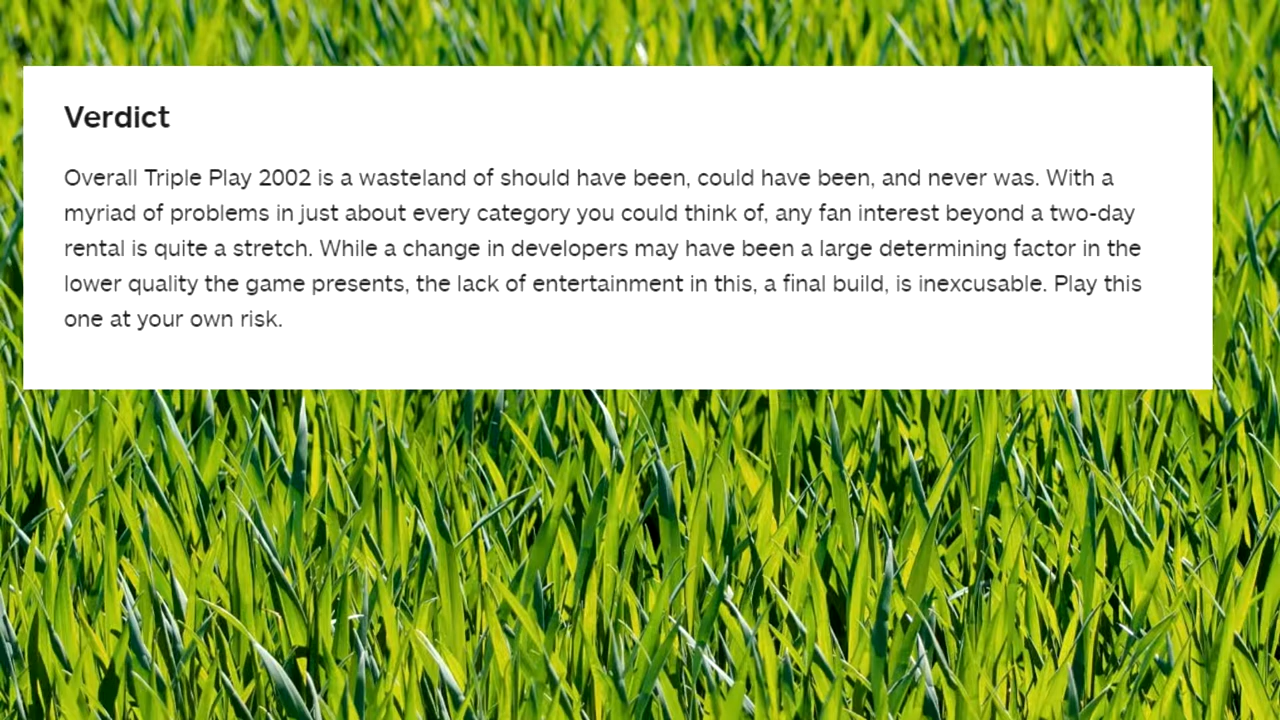 Verdict
Overall Triple Play 2002 is a wasteland of should have been, could have been, and never was. With a
myriad of problems in just about every category you could think of, any fan interest beyond a two-day
rental is quite a stretch. While a change in developers may have been a large determining factor in the
lower quality the game presents, the lack of entertainment in this, a final build, is inexcusable. Play this
one at your own risk.